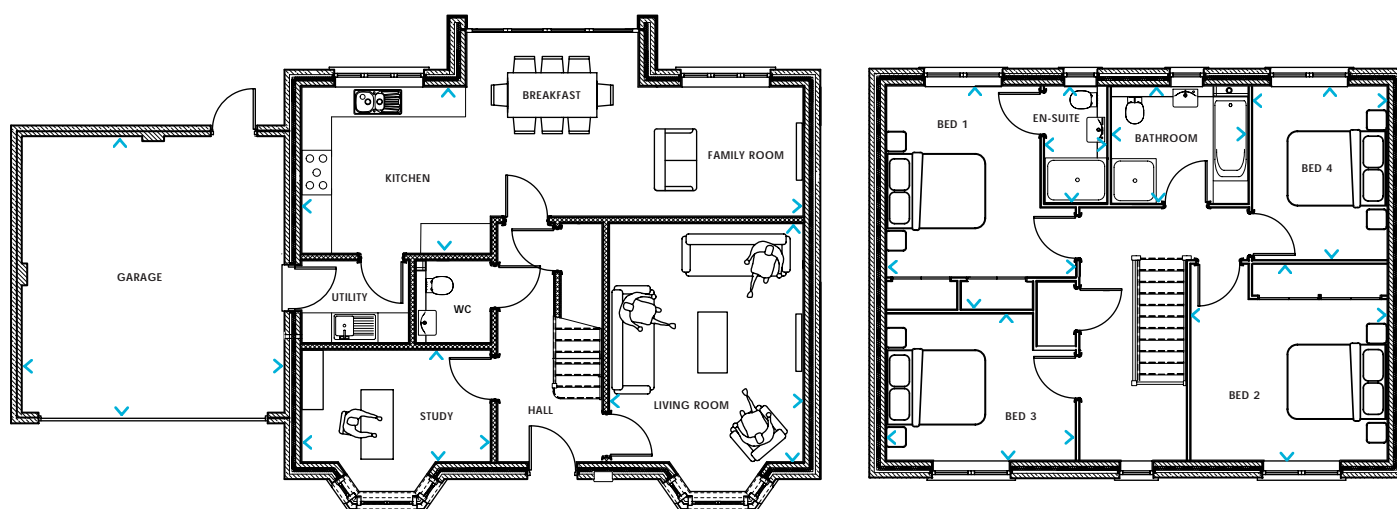 BREAKFAST
FAMILY ROOM
KITCHEN
GARAGE
UTILITY
WC
STUDY
HALL
LIVING ROOM
BED 1
EN-SUITE
BATHROOM
BED 4
BED 3
BED 2